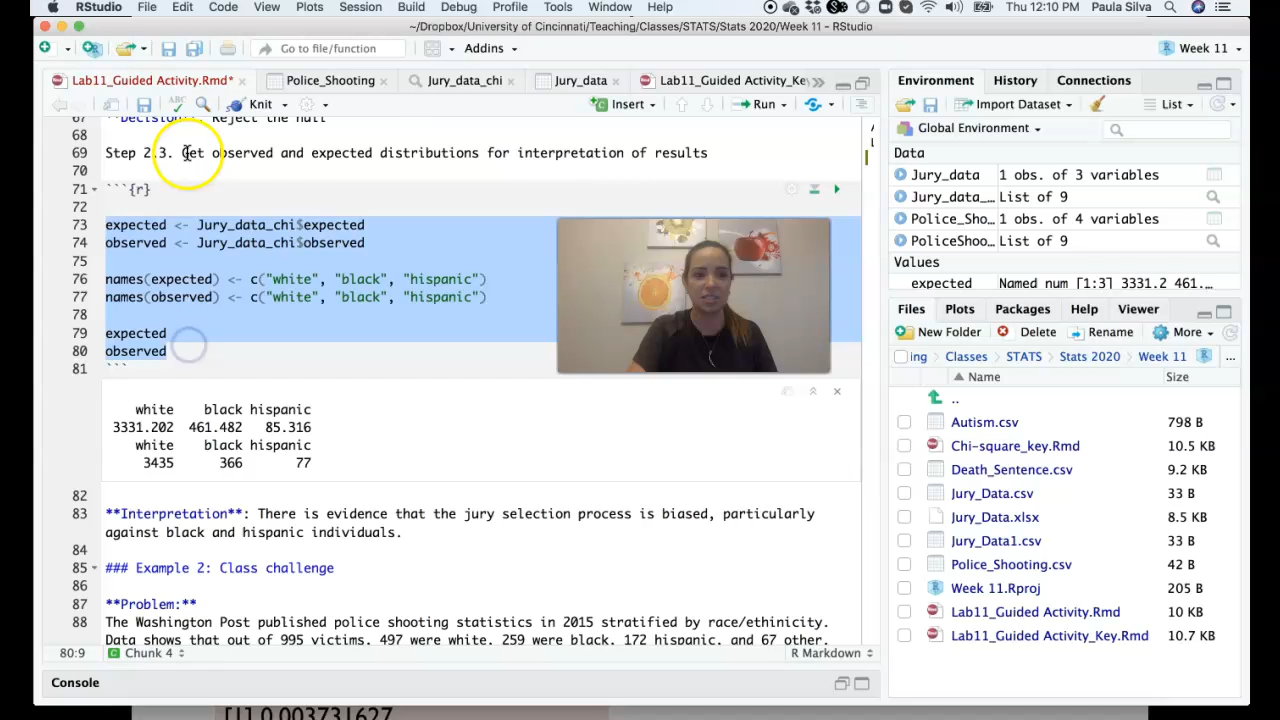 RStudio File Edit Code View Plots Session Build Debug Profile Tools Window Help Thu 12:10 PM Paula Silva
~/Dropbox/University of Cincinnati/Teaching/Classes/STATS/Stats 2020/Week 11 - RStudio
Go to file/function Addins Week 11
Lab11_Guided Activity.Rmd* Police_Shooting Jury_data_chi Jury_data Lab11_Guided Activity_Ke
ABC Knit Insert Run
67 **Decision**: Reject the null
68
69 Step 2.3. Get observed and expected distributions for interpretation of results
70
71 ```{r}
72
73 expected <- Jury_data_chi$expected
74 observed <- Jury_data_chi$observed
75
76 names(expected) <- c("white", "black", "hispanic")
77 names(observed) <- c("white", "black", "hispanic")
78
79 expected
80 observed
81 ```
white black hispanic
3331.202 461.482 85.316
white black hispanic
3435 366 77
82
83 **Interpretation**: There is evidence that the jury selection process is biased, particularly
against black and hispanic individuals.
84
85 ### Example 2: Class challenge
86
87 **Problem:**
88 The Washington Post published police shooting statistics in 2015 stratified by race/ethnicity.
Data shows that out of 995 victims, 497 were white, 259 were black, 172 hispanic, and 67 other.
80:9 Chunk 4 R Markdown
Console
Environment History Connections
Import Dataset List
Global Environment
Data
Jury_data 1 obs. of 3 variables
Jury_data_... List of 9
Police_Sho... 1 obs. of 4 variables
PoliceShoo... List of 9
Values
expected Named num [1:3] 3331.2 461....
Files Plots Packages Help Viewer
New Folder Delete Rename More
ing Classes STATS Stats 2020 Week 11 ...
Name Size
..
Autism.csv 798 B
Chi-square_key.Rmd 10.5 KB
Death_Sentence.csv 9.2 KB
Jury_Data.csv 33 B
Jury_Data.xlsx 8.5 KB
Jury_Data1.csv 33 B
Police_Shooting.csv 42 B
Week 11.Rproj 205 B
Lab11_Guided Activity.Rmd 10 KB
Lab11_Guided Activity_Key.Rmd 10.7 KB
[1] 0.003731627